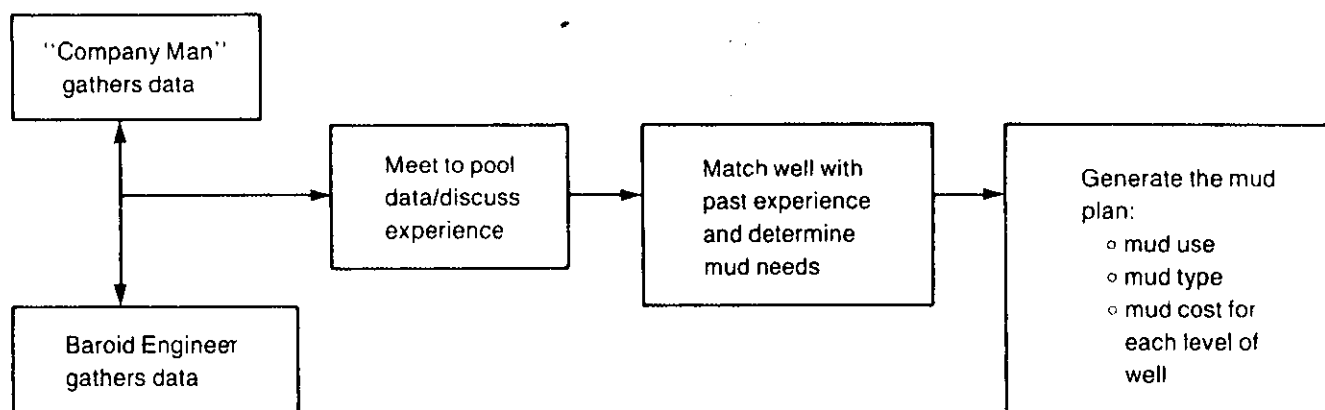 "Company Man"
gathers data
Baroid Engineer
gathers data
Meet to pool
data/discuss
experience
Match well with
past experience
and determine
mud needs
Generate the mud
plan:
○ mud use
○ mud type
○ mud cost for
each level of
well